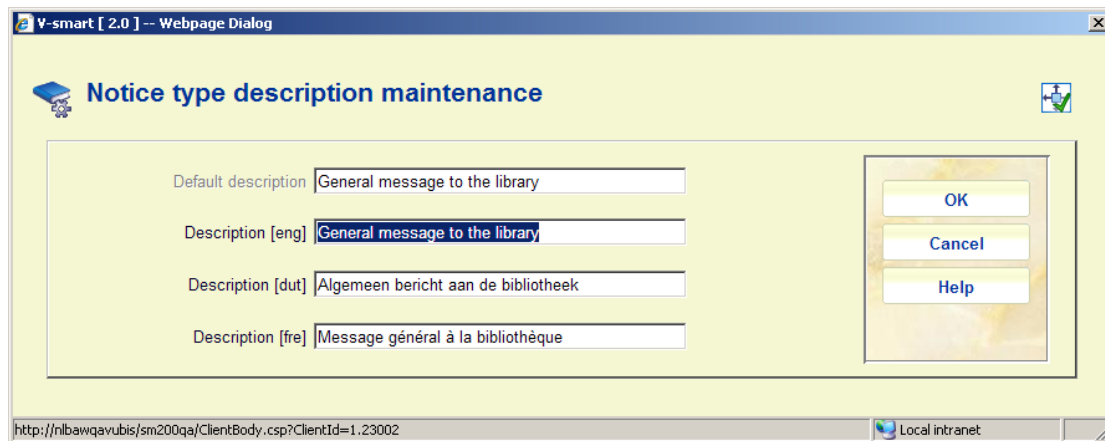 V-smart [ 2.0 ] -- Webpage Dialog
Notice type description maintenance
Default description General message to the library
Description [eng] General message to the library
Description [dut] Algemeen bericht aan de bibliotheek
Description [fre] Message général à la bibliothèque
OK
Cancel
Help
http://nlbawqavubis/sm200qa/ClientBody.csp?ClientId=1.23002
Local intranet